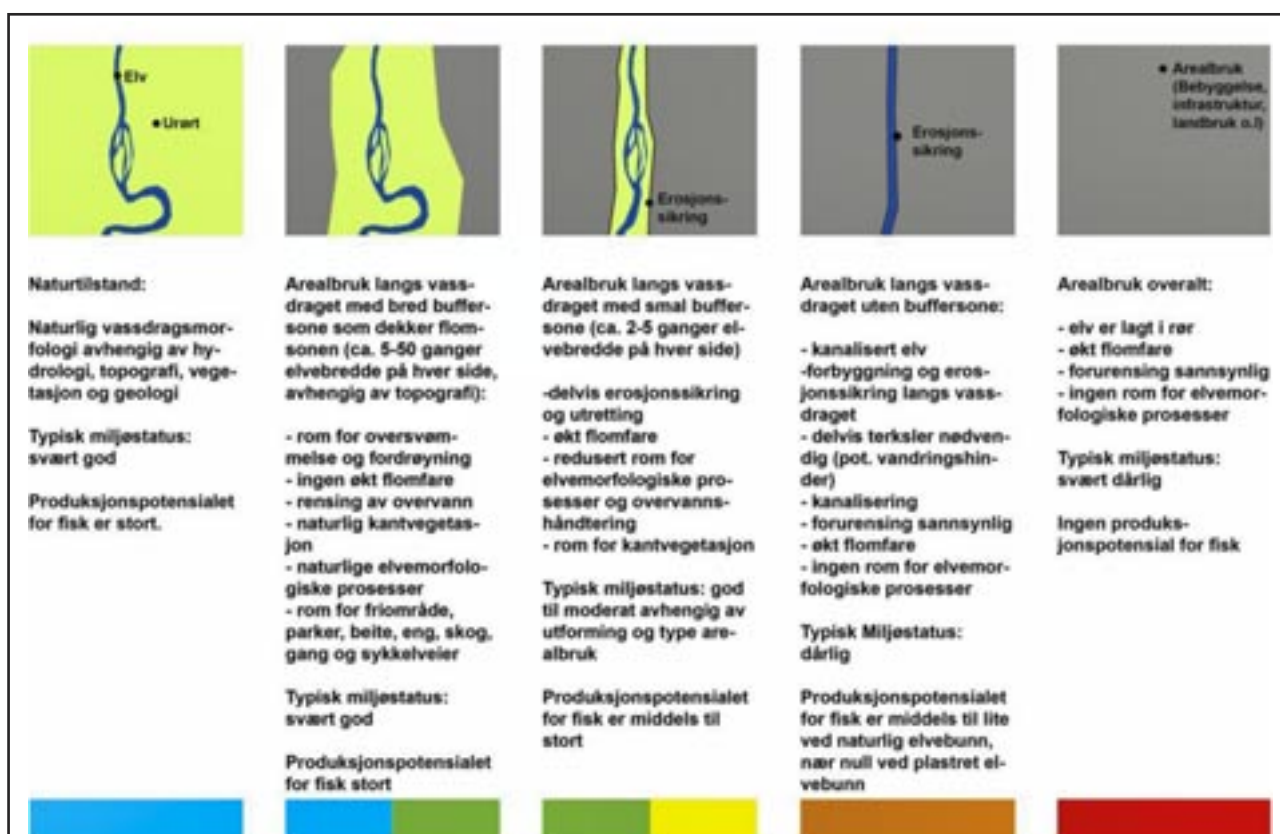 Elv
Urørt
Erosjons-
sikring
Erosjons-
sikring
Arealbruk
(Bebyggelse,
infrastruktur,
landbruk o.l)
Naturtilstand:
Naturlig vassdragsmor-
fologi avhengig av hy-
drologi, topografi, vege-
tasjon og geologi
Typisk miljøstatus:
svært god
Produksjonspotensialet
for fisk er stort.
Arealbruk langs vass-
draget med bred buffer-
sone som dekker flom-
sonen (ca. 5-50 ganger
elvebredde på hver side,
avhengig av topografi):
- rom for oversvøm-
melse og fordrøyning
- ingen økt flomfare
- rensing av overvann
- naturlig kantvegetas-
jon
- naturlige elvemorfolo-
giske prosesser
- rom for friområde,
parker, beite, eng, skog,
gang og sykkelveier
Typisk miljøstatus:
svært god
Produksjonspotensialet
for fisk stort
Arealbruk langs vass-
draget med smal buffer-
sone (ca. 2-5 ganger el-
vebredde på hver side)
-delvis erosjonssikring
og utretting
- økt flomfare
- redusert rom for
elvemorfologiske pro-
sesser og overvanns-
håndtering
- rom for kantvegetasjon
Typisk miljøstatus: god
til moderat avhengig av
utforming og type are-
albruk
Produksjonspotensialet
for fisk er middels til
stort
Arealbruk langs vass-
draget uten buffersone:
- kanalisert elv
-forbyggning og eros-
jonssikring langs vass-
draget
- delvis terksler nødven-
dig (pot. vandringshin-
der)
- kanalisering
- forurensing sannsynlig
- økt flomfare
- ingen rom for elvemor-
fologiske prosesser
Typisk Miljøstatus:
dårlig
Produksjonspotensialet
for fisk er middels til lite
ved naturlig elvebunn,
nær null ved plastret el-
vebunn
Arealbruk overalt:
- elv er lagt i rør
- økt flomfare
- forurensing sannsynlig
- ingen rom for elvemor-
fologiske prosesser
Typisk miljøstatus:
svært dårlig
Ingen produks-
jonspotensial for fisk